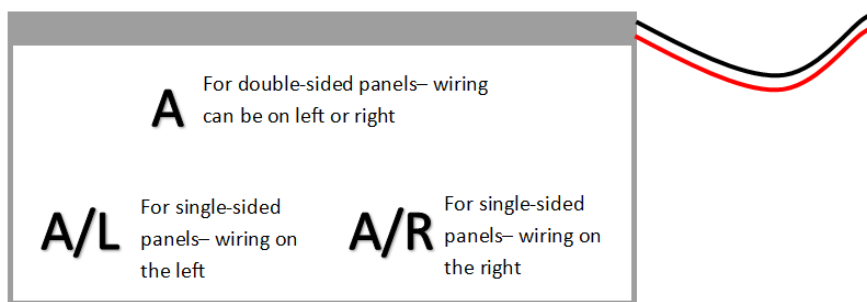 A
For double-sided panels– wiring
can be on left or right
A/L
For single-sided
panels– wiring on
the left
A/R
For single-sided
panels– wiring on
the right